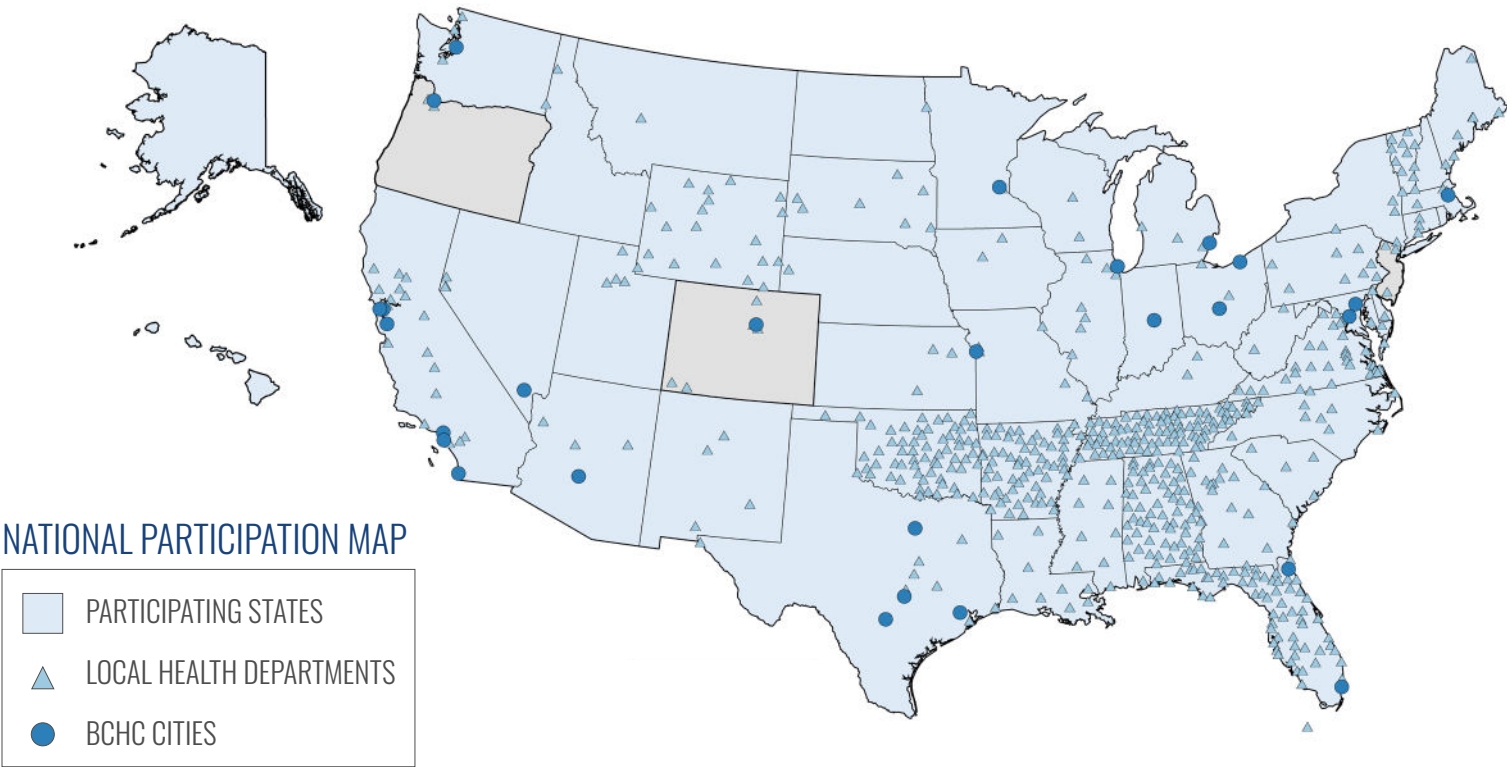 NATIONAL PARTICIPATION MAP
PARTICIPATING STATES
LOCAL HEALTH DEPARTMENTS
BCHC CITIES